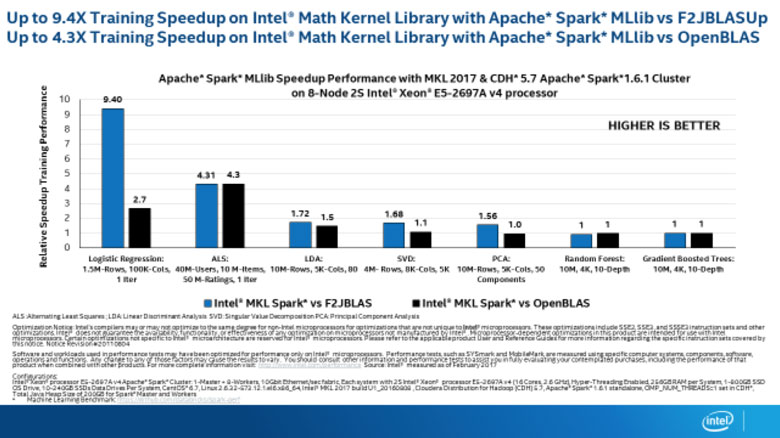 Up to 9.4X Training Speedup on Intel® Math Kernel Library with Apache* Spark* MLlib vs F2JBLASUp
Up to 4.3X Training Speedup on Intel® Math Kernel Library with Apache* Spark* MLlib vs OpenBLAS
Apache* Spark* MLlib Speedup Performance with MKL 2017 & CDH* 5.7 Apache* Spark*1.6.1 Cluster
on 8-Node 2S Intel® Xeon® E5-2697A v4 processor
HIGHER IS BETTER
Relative Speedup Training Performance
10
9
8
7
6
5
4
3
2
1
0
9.40
2.7
4.31
4.3
1.72
1.5
1.68
1.1
1.56
1.0
1
1
1
1
Logistic Regression:
1.5M-Rows, 100K-Cols,
1 Iter
ALS:
40M-Users, 10 M-Items,
50 M-Ratings, 1 Iter
LDA:
10M-Rows, 5K-Cols, 80
SVD:
4M- Rows, 8K-Cols, 5K
PCA:
10M-Rows, 5K-Cols, 50
Components
Random Forest:
10M, 4K, 10-Depth
Gradient Boosted Trees:
10M, 4K, 10-Depth
Intel® MKL Spark* vs F2JBLAS
Intel® MKL Spark* vs OpenBLAS
ALS :Alternating Least Squares ; LDA: Linear Discriminant Analysis SVD: Singular Value Decomposition PCA: Principal Component Analysis
Optimization Notice: Intel's compilers may or may not optimize to the same degree for non-Intel microprocessors for optimizations that are not unique to Intel® microprocessors. These optimizations include SSE2, SSE3, and SSSE3 instruction sets and other
optimizations. Intel® does not guarantee the availability, functionality, or effectiveness of any optimization on microprocessors not manufactured by Intel®. Microprocessor-dependent optimizations in this product are intended for use with Intel
microprocessors. Certain optimizations not specific to Intel® microarchitecture are reserved for Intel® microprocessors. Please refer to the applicable product User and Reference Guides for more information regarding the specific instruction sets covered by
this notice. Notice Revision #20110804
Software and workloads used in performance tests may have been optimized for performance only on Intel® microprocessors. Performance tests, such as SYSmark and MobileMark, are measured using specific computer systems, components, software,
operations and functions. Any change to any of those factors may cause the results to vary. You should consult other information and performance tests to assist you in fully evaluating your contemplated purchases, including the performance of that
product when combined with other products. For more complete information visit: http://www.intel.com/performance Source: Intel® measured as of February 2017
Configurations:
Intel® Xeon® processor E5-2697A v4 Apache* Spark* Cluster: 1-Master + 8-Workers, 10Gbit Ethernet/sec fabric, Each system with 2S Intel® Xeon® processor E5-2697A v4 (16 Cores, 2.6 GHz), Hyper-Threading Enabled, 256GB RAM per System, 1-800GB SSD
OS Drive, 10-240GB SSDs Data Drives Per System, CentOS* 6.7, Linux 2.6.32-573.12.1.el6.x86_64, Intel® MKL 2017 build U1_20160808 , Cloudera Distribution for Hadoop (CDH) 5.7, Apache* Spark* 1.6.1 standalone, OMP_NUM_THREADS=1 set in CDH*,
Total Java Heap Size of 200GB for Spark* Master and Workers
* Machine Learning Benchmark:
intel